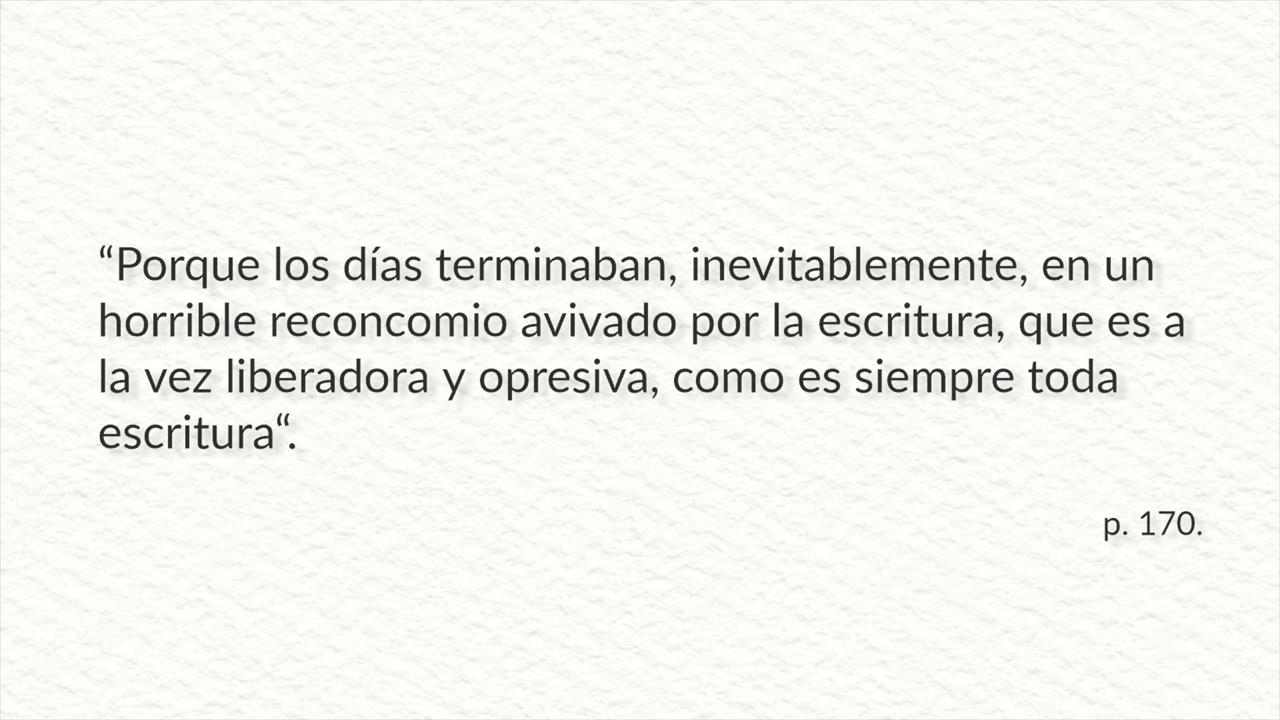 “Porque los días terminaban, inevitablemente, en un
horrible reconcomio avivado por la escritura, que es a
la vez liberadora y opresiva, como es siempre toda
escritura“.
p. 170.